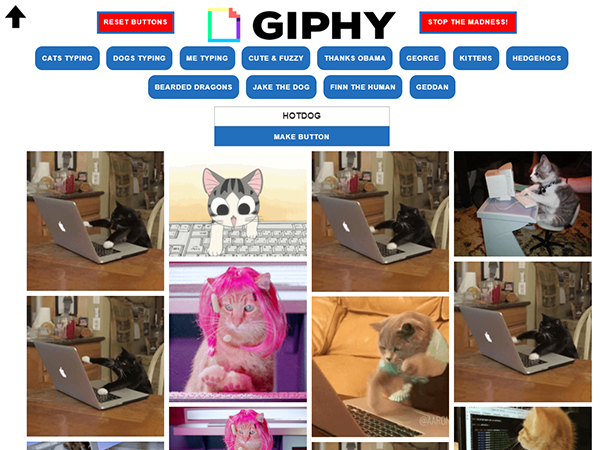 RESET BUTTONS
GIPHY
STOP THE MADNESS!
CATS TYPING
DOGS TYPING
ME TYPING
CUTE & FUZZY
THANKS OBAMA
GEORGE
KITTENS
HEDGEHOGS
BEARDED DRAGONS
JAKE THE DOG
FINN THE HUMAN
GEDDAN
HOTDOG
MAKE BUTTON